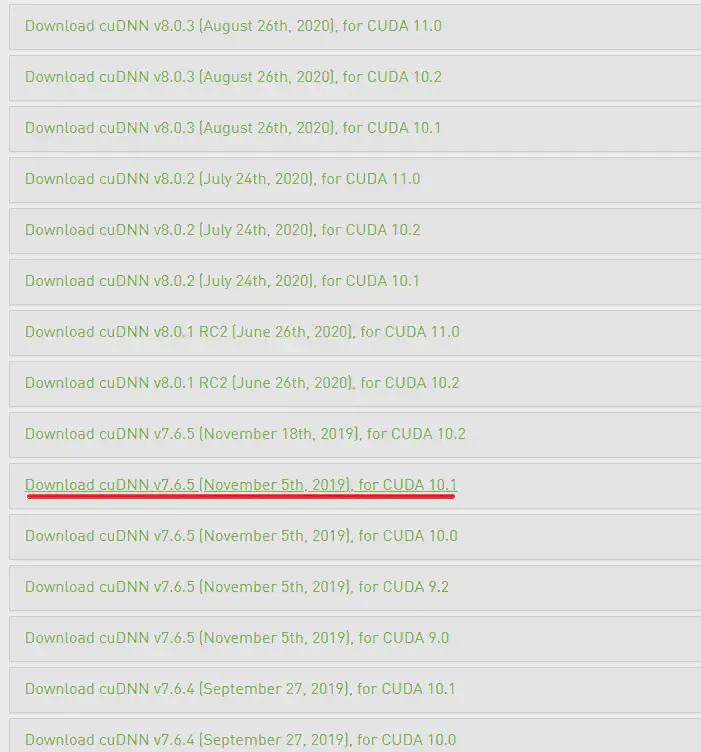 Download cuDNN v8.0.3 (August 26th, 2020), for CUDA 11.0
Download cuDNN v8.0.3 (August 26th, 2020), for CUDA 10.2
Download cuDNN v8.0.3 (August 26th, 2020), for CUDA 10.1
Download cuDNN v8.0.2 (July 24th, 2020), for CUDA 11.0
Download cuDNN v8.0.2 (July 24th, 2020), for CUDA 10.2
Download cuDNN v8.0.2 (July 24th, 2020), for CUDA 10.1
Download cuDNN v8.0.1 RC2 (June 26th, 2020), for CUDA 11.0
Download cuDNN v8.0.1 RC2 (June 26th, 2020), for CUDA 10.2
Download cuDNN v7.6.5 (November 18th, 2019), for CUDA 10.2
Download cuDNN v7.6.5 (November 5th, 2019), for CUDA 10.1
Download cuDNN v7.6.5 (November 5th, 2019), for CUDA 10.0
Download cuDNN v7.6.5 (November 5th, 2019), for CUDA 9.2
Download cuDNN v7.6.5 (November 5th, 2019), for CUDA 9.0
Download cuDNN v7.6.4 (September 27, 2019), for CUDA 10.1
Download cuDNN v7.6.4 (September 27, 2019), for CUDA 10.0